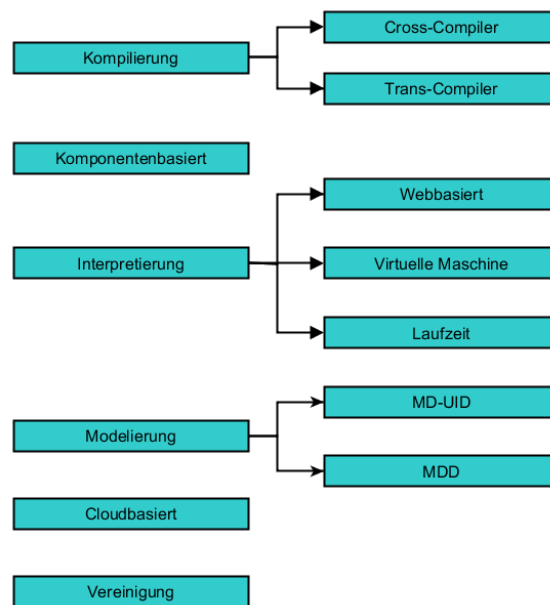 Cross-Compiler
Kompilierung
Trans-Compiler
Komponentenbasiert
Webbasiert
Interpretierung
Virtuelle Maschine
Laufzeit
MD-UID
Modelierung
MDD
Cloudbasiert
Vereinigung